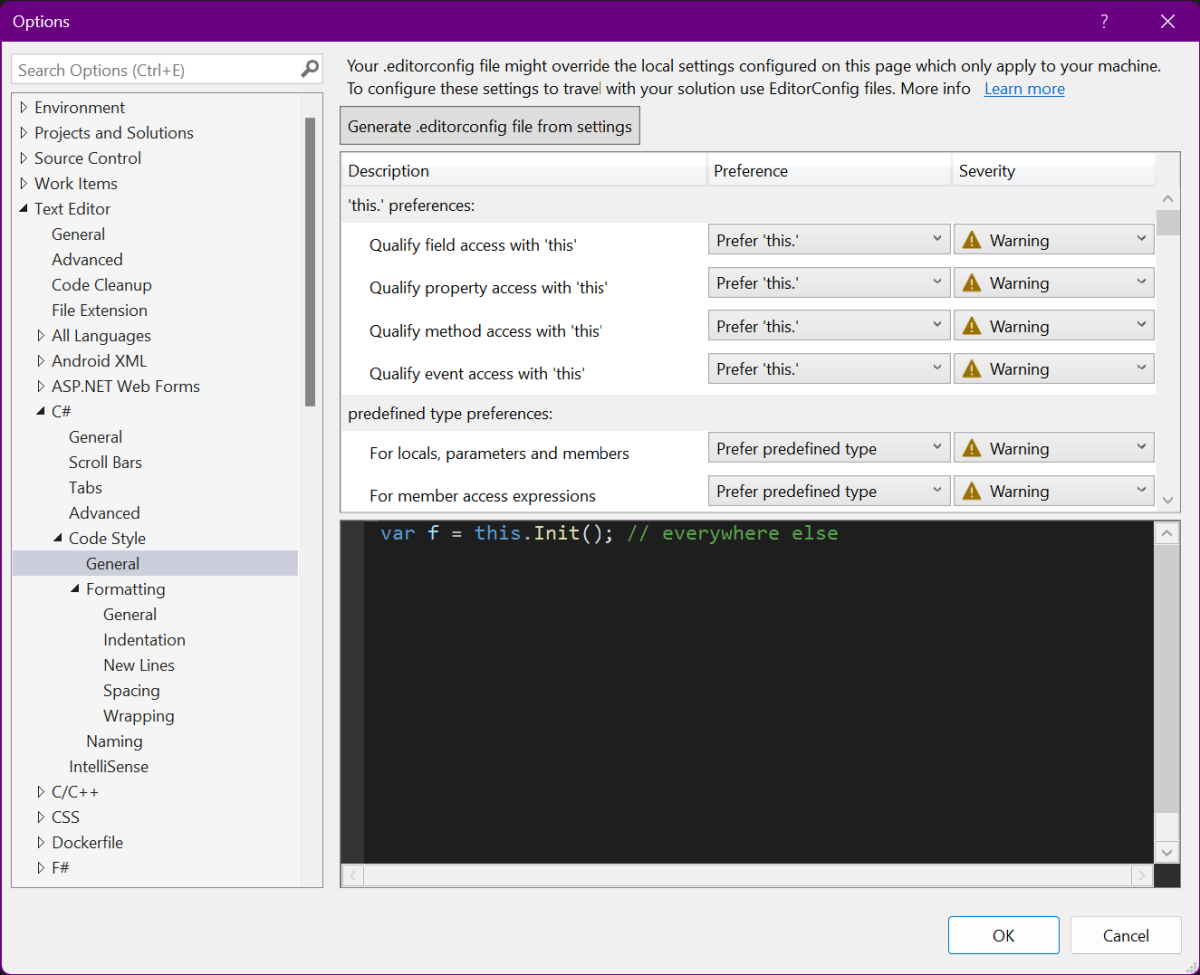 Options
?
Search Options (Ctrl+E)
Environment
Projects and Solutions
Source Control
Work Items
Text Editor
General
Advanced
Code Cleanup
File Extension
All Languages
Android XML
ASP.NET Web Forms
C#
General
Scroll Bars
Tabs
Advanced
Code Style
General
Formatting
General
Indentation
New Lines
Spacing
Wrapping
Naming
IntelliSense
C/C++
CSS
Dockerfile
F#
Your .editorconfig file might override the local settings configured on this page which only apply to your machine.
To configure these settings to travel with your solution use EditorConfig files. More info Learn more
Generate .editorconfig file from settings
Description Preference Severity
'this.' preferences:
Qualify field access with 'this' Prefer 'this.' Warning
Qualify property access with 'this' Prefer 'this.' Warning
Qualify method access with 'this' Prefer 'this.' Warning
Qualify event access with 'this' Prefer 'this.' Warning
predefined type preferences:
For locals, parameters and members Prefer predefined type Warning
For member access expressions Prefer predefined type Warning
var f = this.Init(); // everywhere else
OK Cancel